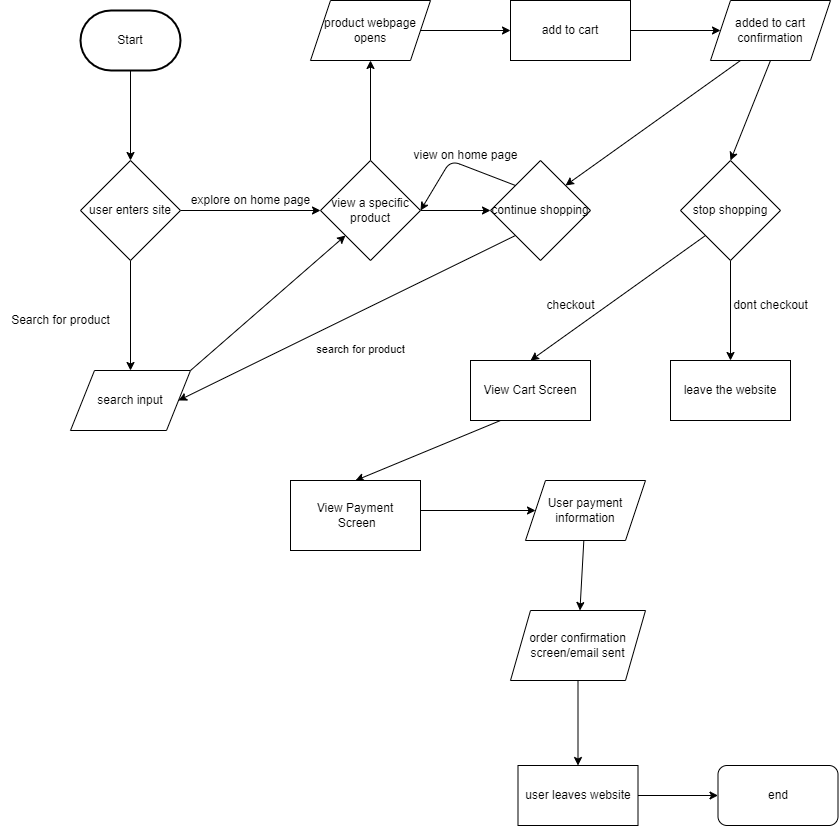 Start
product webpage
opens
add to cart
added to cart
confirmation
view on home page
user enters site
explore on home page
view a specific
product
continue shopping
stop shopping
Search for product
checkout
dont checkout
search for product
search input
View Cart Screen
leave the website
View Payment
Screen
User payment
information
order confirmation
screen/email sent
user leaves website
end